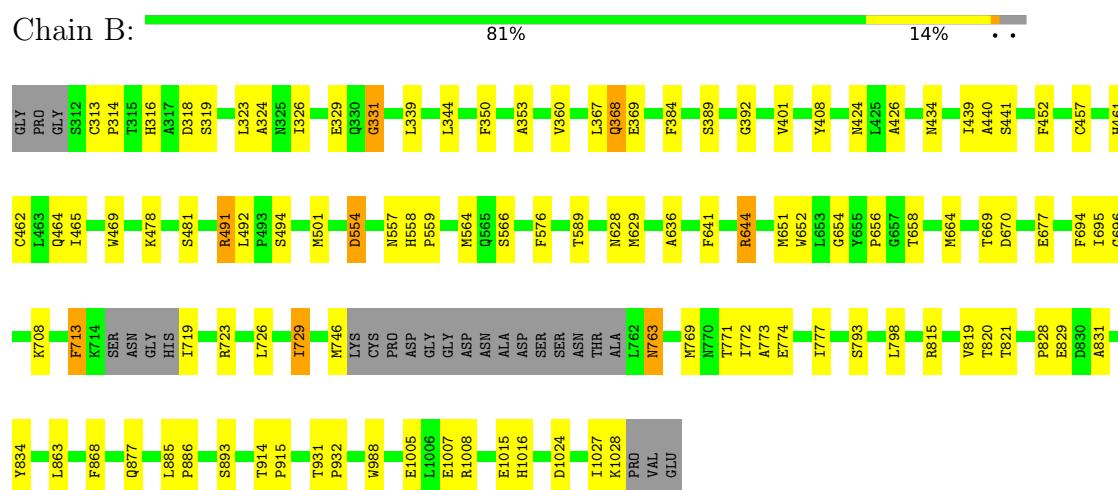 Chain B:
81% 14% • •
GLY PRO GLY S312 C313 P314 T315 H316 A317 D318 S319 L323 A324 N325 I326 E329 Q330 G331 L339 L344 F350 A353 V360 L367 Q368 E369 F384 S389 G392 V401 Y408 N424 L425 A426 N434 I439 A440 S441 F452 C457
C462 L463 Q464 I465 W469 K478 S481 R491 L492 P493 S494 M501 D554 N557 H558 P559 M564 Q565 S566 F576 T589 N628 M629 A636 F641 R644 M651 W652 L653 G654 Y655 P656 G657 T658 M664 T669 D670 E677 F694 I695
K708 F713 K714 SER ASN GLY HIS I719 R723 L726 I729 M746 LYS CYS PRO ASP GLY GLY ASP ASN ALA ASP SER SER ASN THR ALA L762 N763 M769 N770 T771 I772 A773 E774 I777 S793 L798 R815 V819 T820 T821 P828 E829 D830 A831
Y834 L863 F868 Q877 L885 P886 S893 T914 P915 T931 P932 W988 E1005 L1006 E1007 R1008 E1015 H1016 D1024 I1027 K1028 PRO VAL GLU